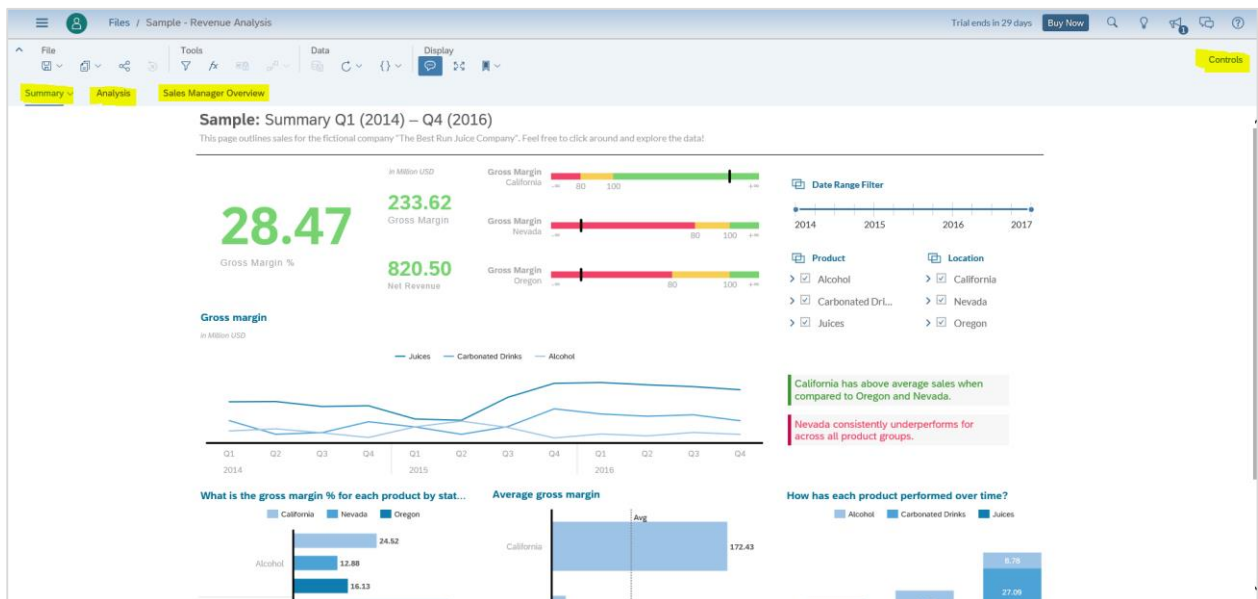 Files / Sample - Revenue Analysis
Trial ends in 29 days
Buy Now
1
File
Tools
Data
Display
Controls
Summary
Analysis
Sales Manager Overview
Sample: Summary Q1 (2014) – Q4 (2016)
This page outlines sales for the fictional company "The Best Run Juice Company". Feel free to click around and explore the data!
28.47
Gross Margin %
in Million USD
233.62
Gross Margin
820.50
Net Revenue
Gross Margin
California
-∞ 80 100 +∞
Gross Margin
Nevada
-∞ 80 100 +∞
Gross Margin
Oregon
-∞ 80 100 +∞
Date Range Filter
2014 2015 2016 2017
Product
Alcohol
Carbonated Dri...
Juices
Location
California
Nevada
Oregon
Gross margin
in Million USD
Juices Carbonated Drinks Alcohol
Q1 Q2 Q3 Q4 Q1 Q2 Q3 Q4 Q1 Q2 Q3 Q4
2014 2015 2016
California has above average sales when
compared to Oregon and Nevada.
Nevada consistently underperforms for
across all product groups.
What is the gross margin % for each product by stat...
California Nevada Oregon
Alcohol
24.52
12.88
16.13
Average gross margin
Avg
California
172.43
How has each product performed over time?
Alcohol Carbonated Drinks Juices
8.78
27.09